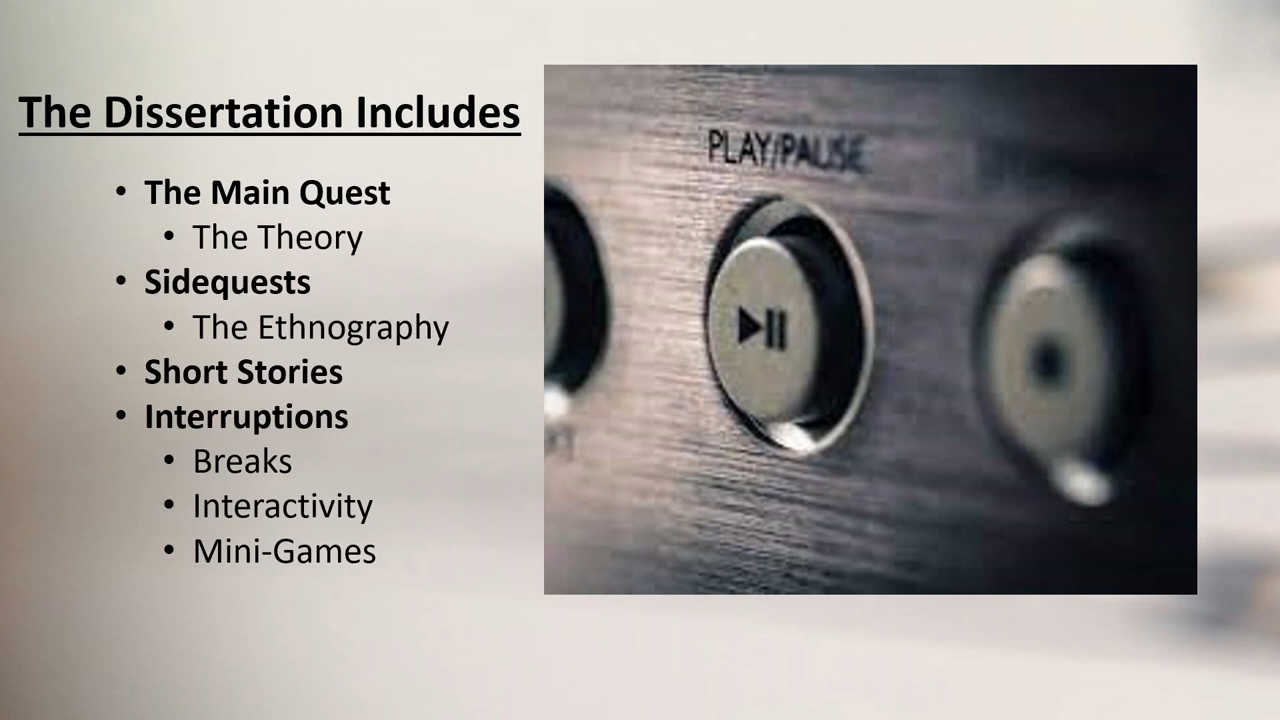 The Dissertation Includes
• The Main Quest
• The Theory
• Sidequests
• The Ethnography
• Short Stories
• Interruptions
• Breaks
• Interactivity
• Mini-Games
PLAY/PAUSE